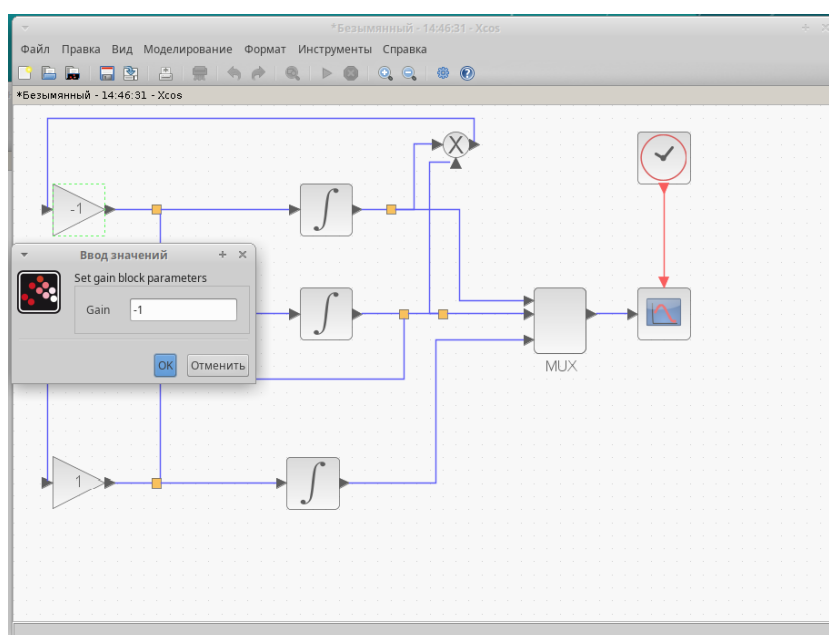 *Безымянный - 14:46:31 - Xcos
Файл Правка Вид Моделирование Формат Инструменты Справка
*Безымянный - 14:46:31 - Xcos
X
-1
∫
Ввод значений
Set gain block parameters
Gain -1
OK Отменить
∫
MUX
1
∫